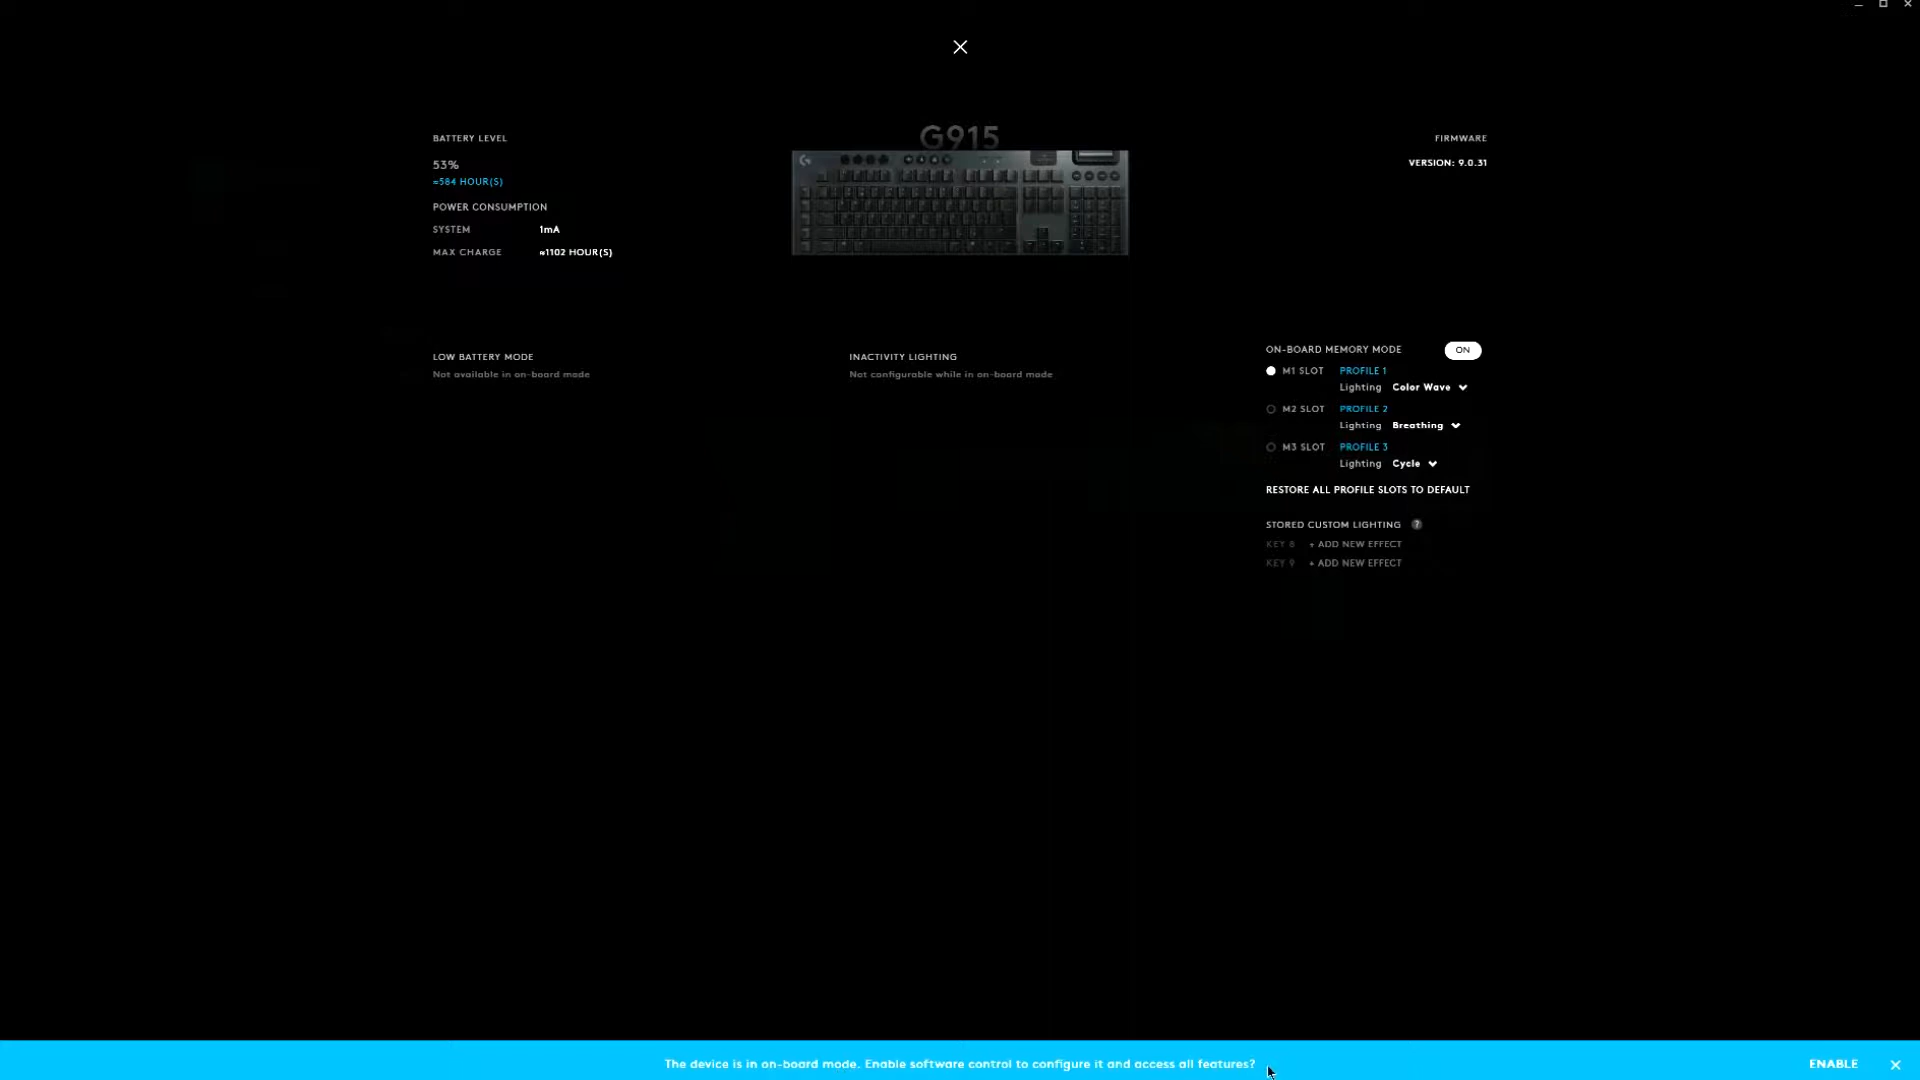 G915
BATTERY LEVEL
53%
≈584 HOUR(S)
POWER CONSUMPTION
SYSTEM 1mA
MAX CHARGE ≈1102 HOUR(S)
FIRMWARE
VERSION: 9.0.31
LOW BATTERY MODE
Not available in on-board mode
INACTIVITY LIGHTING
Not configurable while in on-board mode
ON-BOARD MEMORY MODE ON
M1 SLOT PROFILE 1
Lighting Color Wave
M2 SLOT PROFILE 2
Lighting Breathing
M3 SLOT PROFILE 3
Lighting Cycle
RESTORE ALL PROFILE SLOTS TO DEFAULT
STORED CUSTOM LIGHTING ?
KEY 8 + ADD NEW EFFECT
KEY 9 + ADD NEW EFFECT
The device is in on-board mode. Enable software control to configure it and access all features? ENABLE